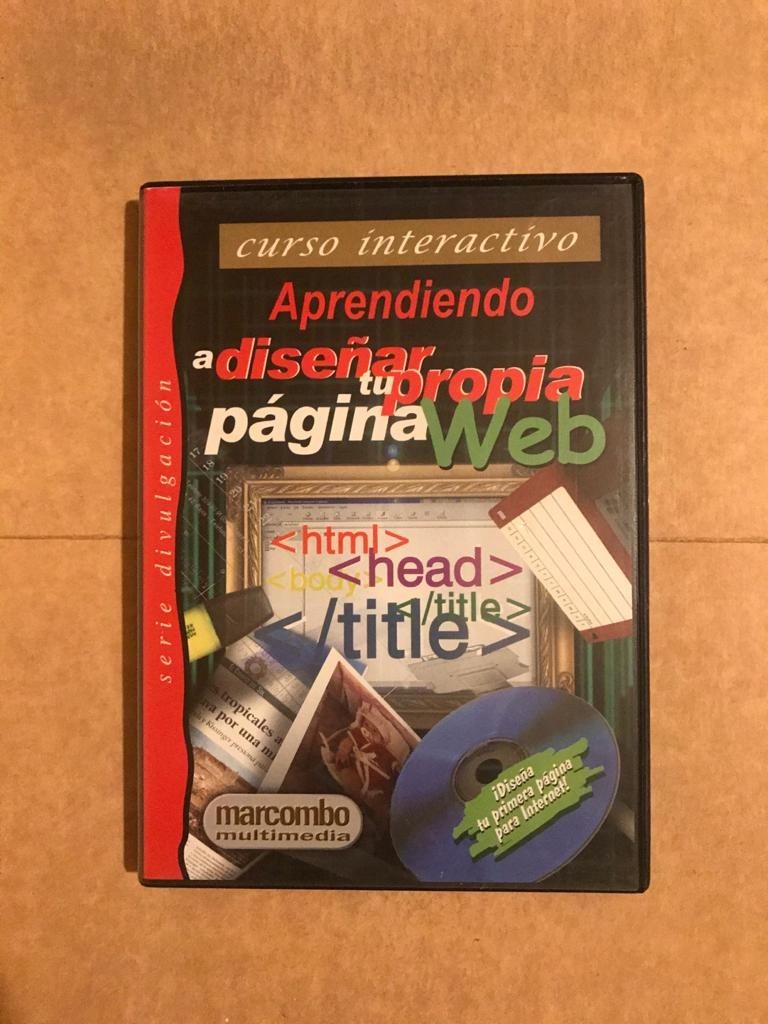 curso interactivo
Aprendiendo
a diseñar
tu propia
página Web
serie divulgación
<html>
<head>
<body>
</title>
</title>
tropicales a
va por una
¡Diseña
tu primera página
para Internet!
marcombo
multimedia